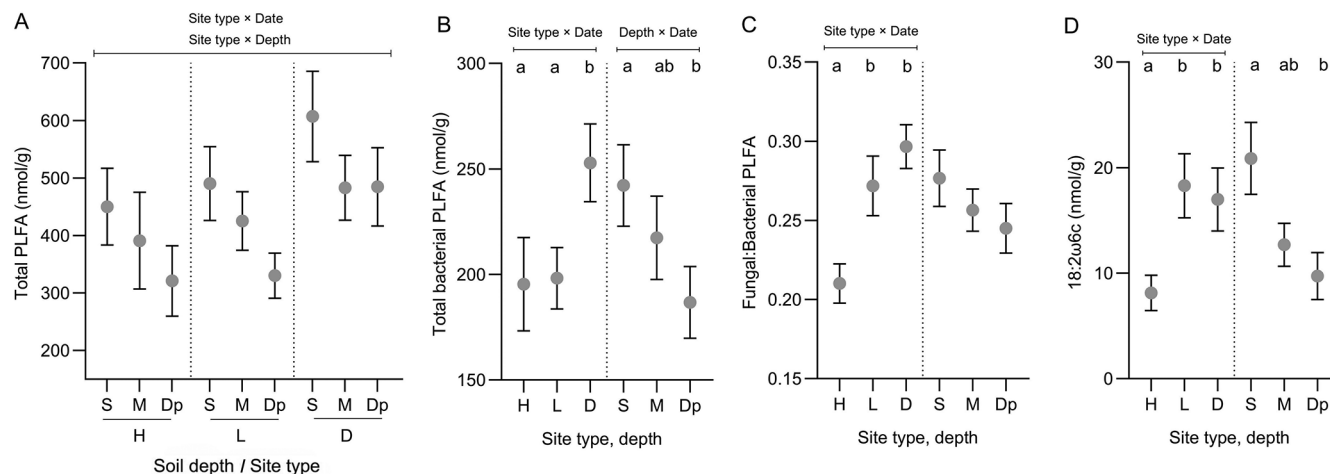 A
Site type × Date
Site type × Depth
Total PLFA (nmol/g)
700
600
500
400
300
200
S M Dp S M Dp S M Dp
H L D
Soil depth / Site type
B
Site type × Date Depth × Date
a a b a ab b
Total bacterial PLFA (nmol/g)
300
250
200
150
H L D S M Dp
Site type, depth
C
Site type × Date
a b b
Fungal:Bacterial PLFA
0.35
0.30
0.25
0.20
0.15
H L D S M Dp
Site type, depth
D
Site type × Date
a b b a ab b
18:2ω6c (nmol/g)
30
20
10
0
H L D S M Dp
Site type, depth